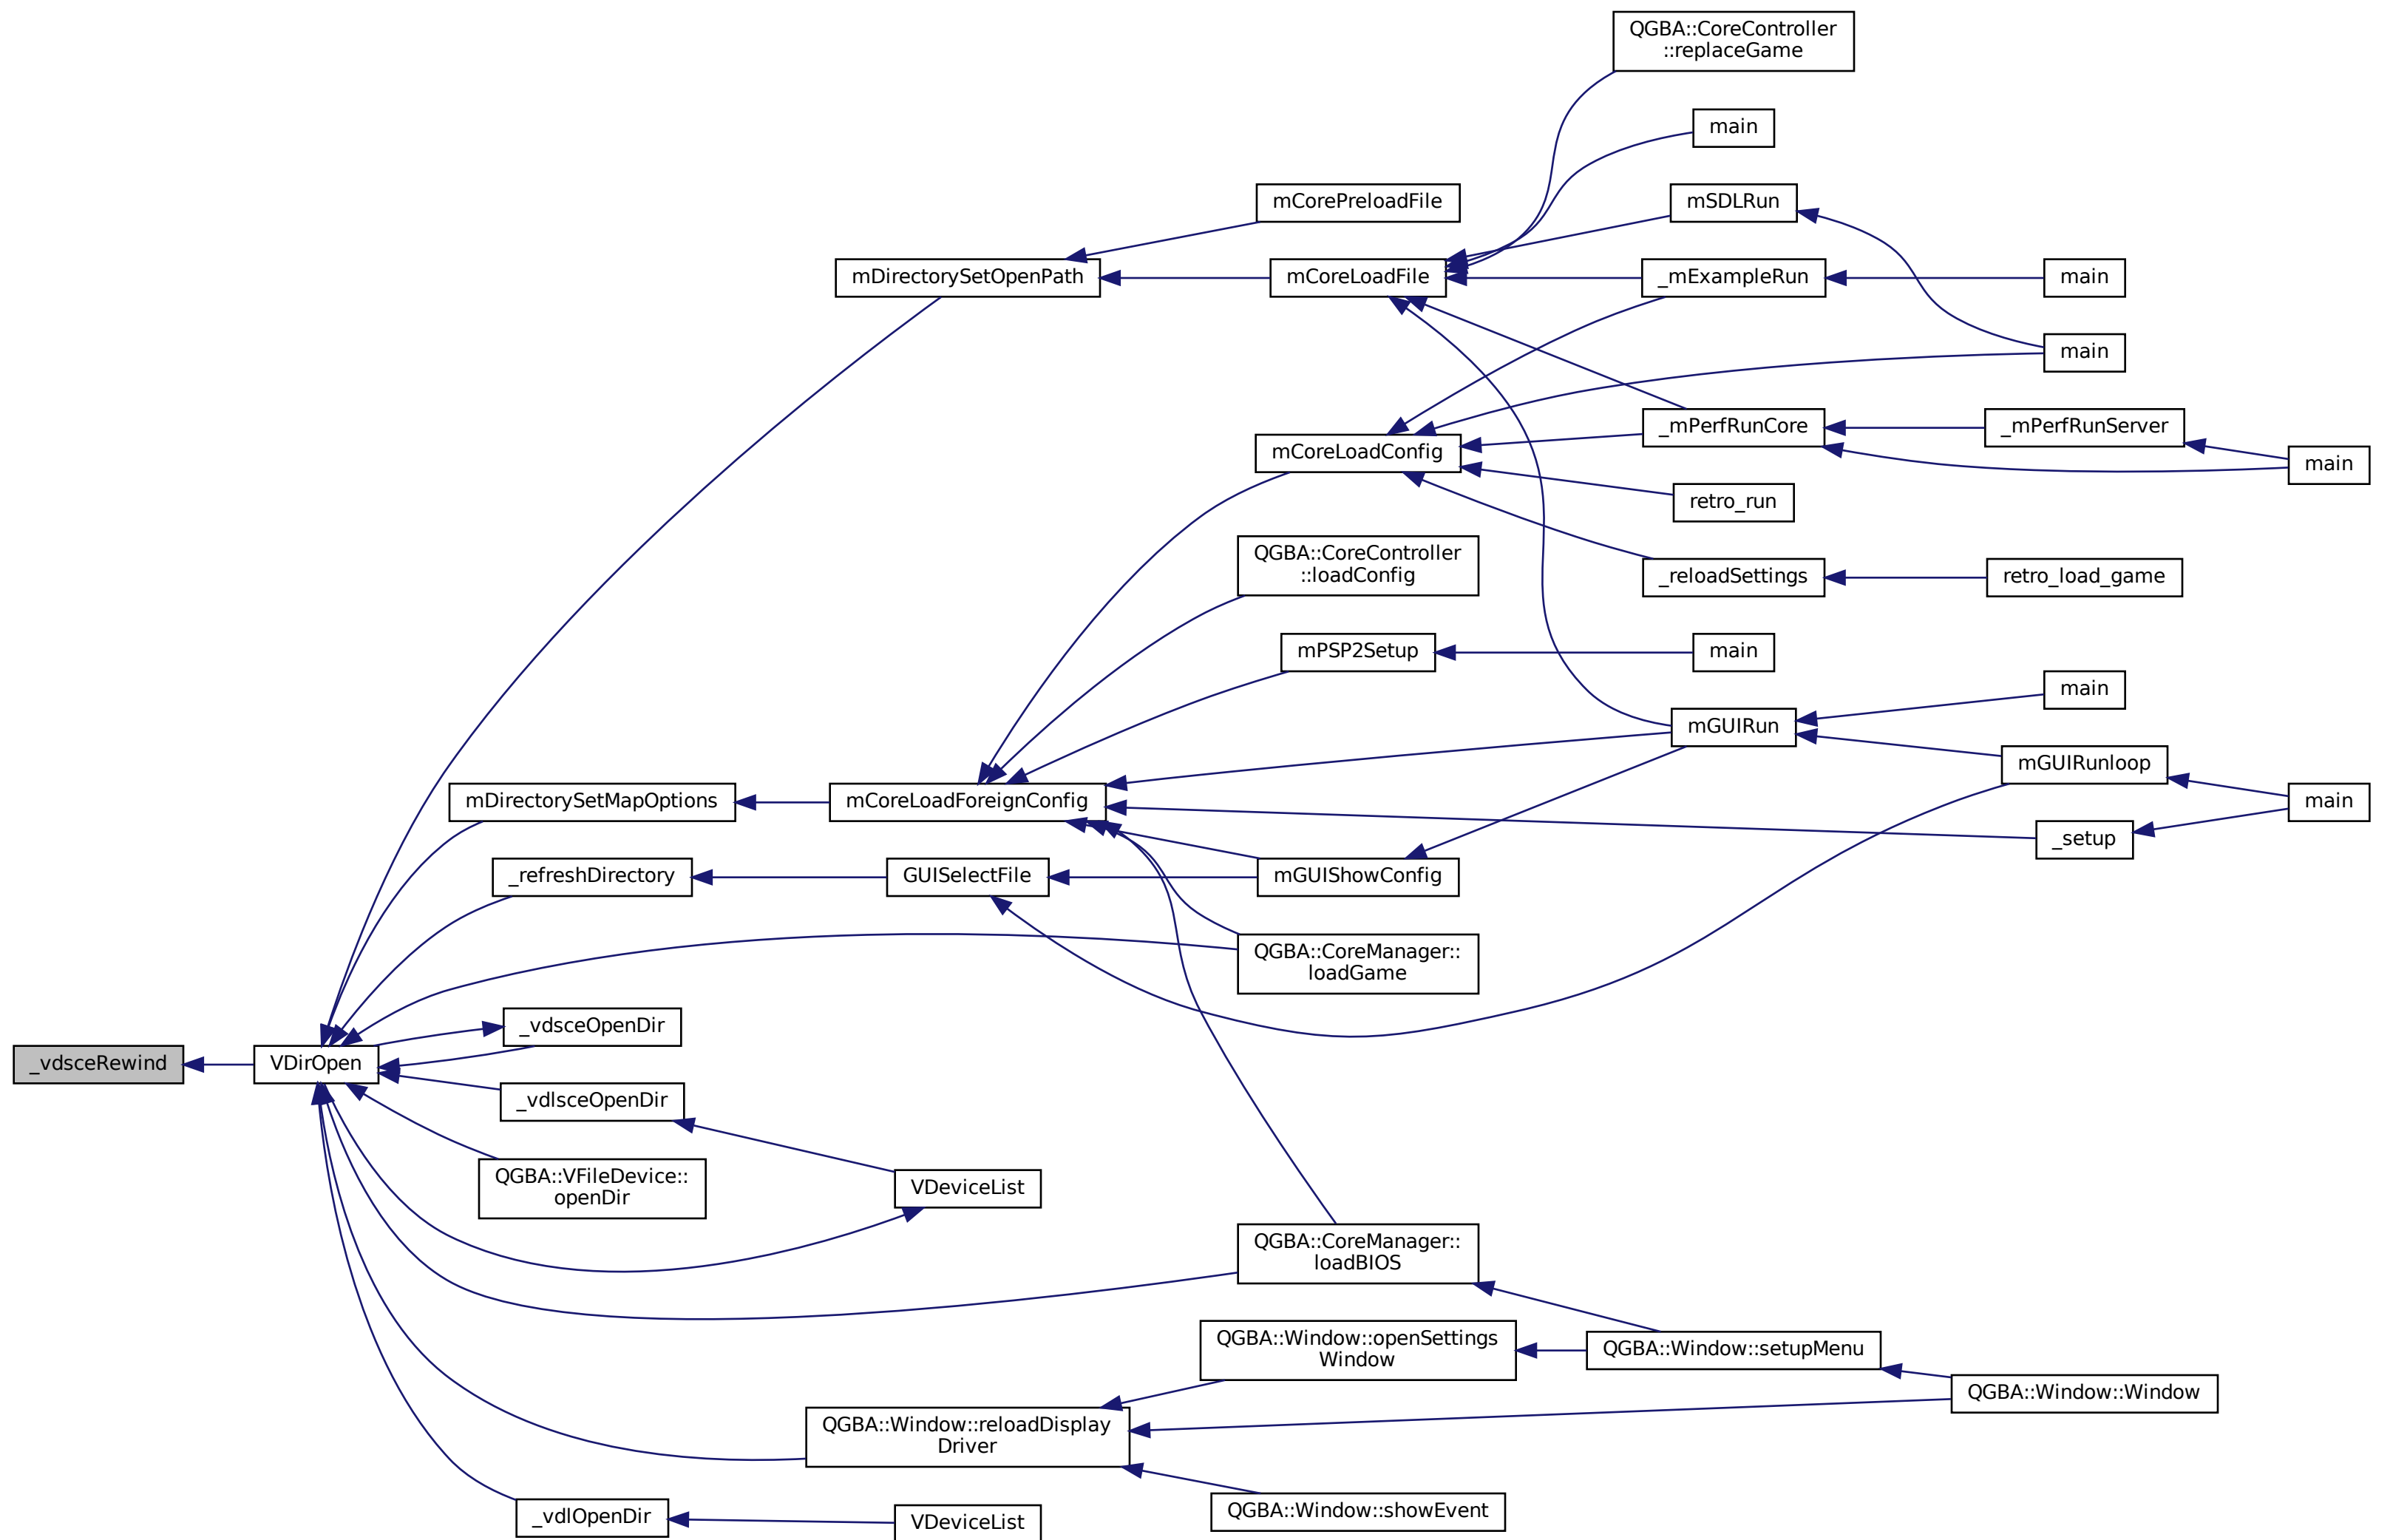 QGBA::CoreController
::replaceGame
main
mCorePreloadFile
mSDLRun
mDirectorySetOpenPath
mCoreLoadFile
_mExampleRun
main
main
mCoreLoadConfig
_mPerfRunCore
_mPerfRunServer
main
retro_run
QGBA::CoreController
::loadConfig
_reloadSettings
retro_load_game
mPSP2Setup
main
main
mGUIRun
mGUIRunloop
mDirectorySetMapOptions
mCoreLoadForeignConfig
main
_setup
_refreshDirectory
GUISelectFile
mGUIShowConfig
QGBA::CoreManager::
loadGame
_vdsceOpenDir
_vdsceRewind
VDirOpen
_vdlsceOpenDir
QGBA::VFileDevice::
openDir
VDeviceList
QGBA::CoreManager::
loadBIOS
QGBA::Window::openSettings
Window
QGBA::Window::setupMenu
QGBA::Window::Window
QGBA::Window::reloadDisplay
Driver
QGBA::Window::showEvent
_vdlOpenDir
VDeviceList